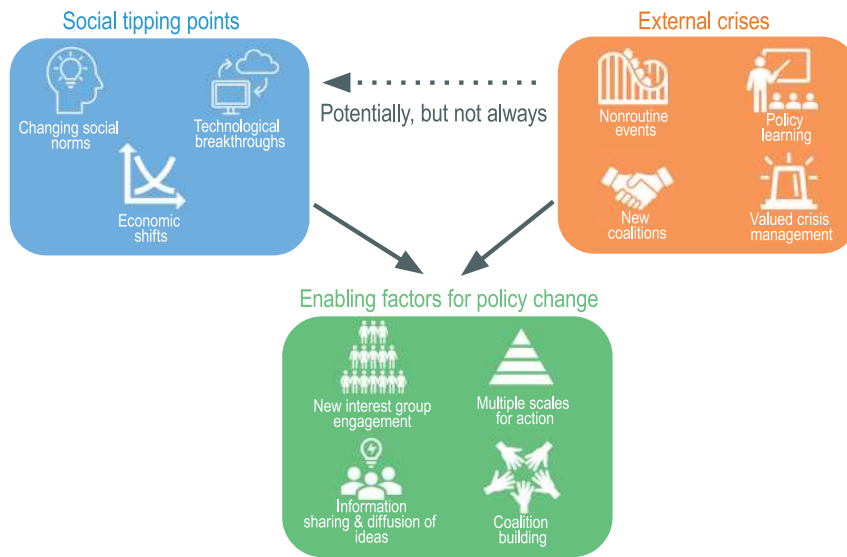 Social tipping points
External crises
Changing social
norms
Technological
breakthroughs
Economic
shifts
Potentially, but not always
Nonroutine
events
Policy
learning
New
coalitions
Valued crisis
management
Enabling factors for policy change
New interest group
engagement
Multiple scales
for action
Information
sharing & diffusion of
ideas
Coalition
building